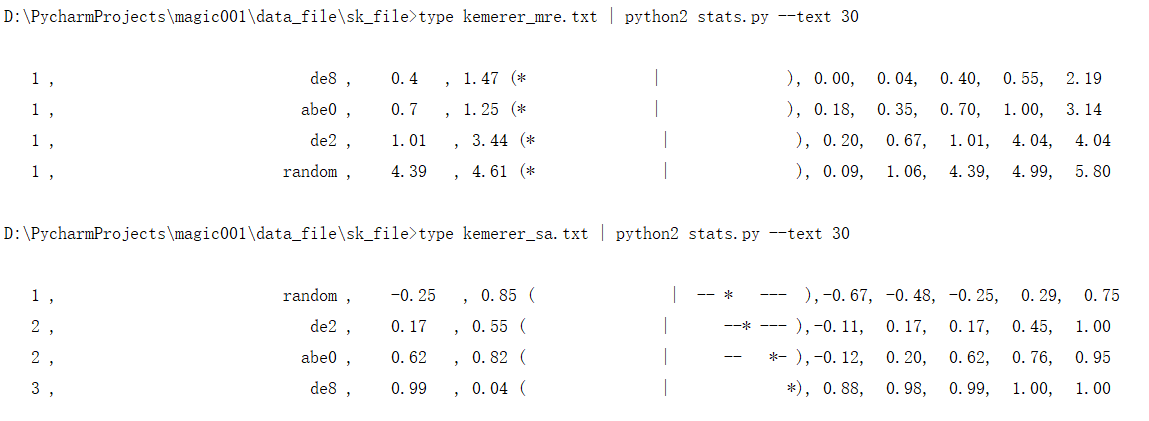 D:\PycharmProjects\magic001\data_file\sk_file>type kemerer_mre.txt | python2 stats.py --text 30
1 , de8 , 0.4 , 1.47 (* | ), 0.00, 0.04, 0.40, 0.55, 2.19
1 , abe0 , 0.7 , 1.25 (* | ), 0.18, 0.35, 0.70, 1.00, 3.14
1 , de2 , 1.01 , 3.44 (* | ), 0.20, 0.67, 1.01, 4.04, 4.04
1 , random , 4.39 , 4.61 (* | ), 0.09, 1.06, 4.39, 4.99, 5.80
D:\PycharmProjects\magic001\data_file\sk_file>type kemerer_sa.txt | python2 stats.py --text 30
1 , random , -0.25 , 0.85 ( | -- * --- ),-0.67, -0.48, -0.25, 0.29, 0.75
2 , de2 , 0.17 , 0.55 ( | --* --- ),-0.11, 0.17, 0.17, 0.45, 1.00
2 , abe0 , 0.62 , 0.82 ( | -- *- ),-0.12, 0.20, 0.62, 0.76, 0.95
3 , de8 , 0.99 , 0.04 ( | *), 0.88, 0.98, 0.99, 1.00, 1.00